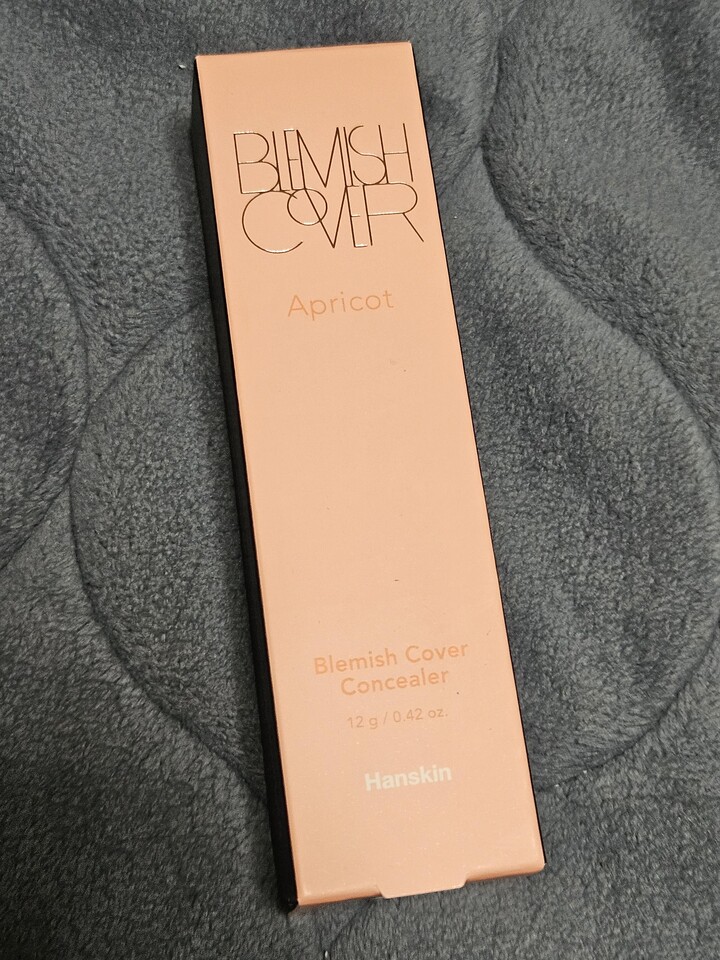 BLEMISH
COVER
Apricot
Blemish Cover
Concealer
12 g / 0.42 oz.
Hanskin